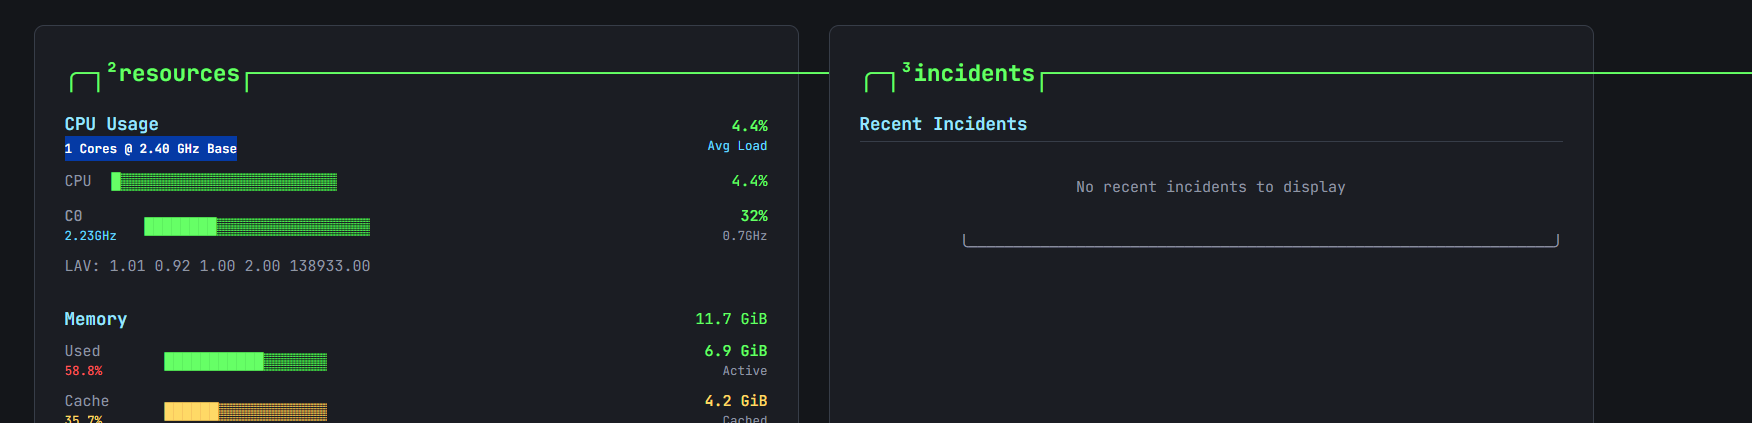 ²resources
CPU Usage
4.4%
1 Cores @ 2.40 GHz Base
Avg Load
CPU
4.4%
C0
32%
2.23GHz
0.7GHz
LAV: 1.01 0.92 1.00 2.00 138933.00
Memory
11.7 GiB
Used
6.9 GiB
58.8%
Active
Cache
4.2 GiB
35.7%
Cached
³incidents
Recent Incidents
No recent incidents to display